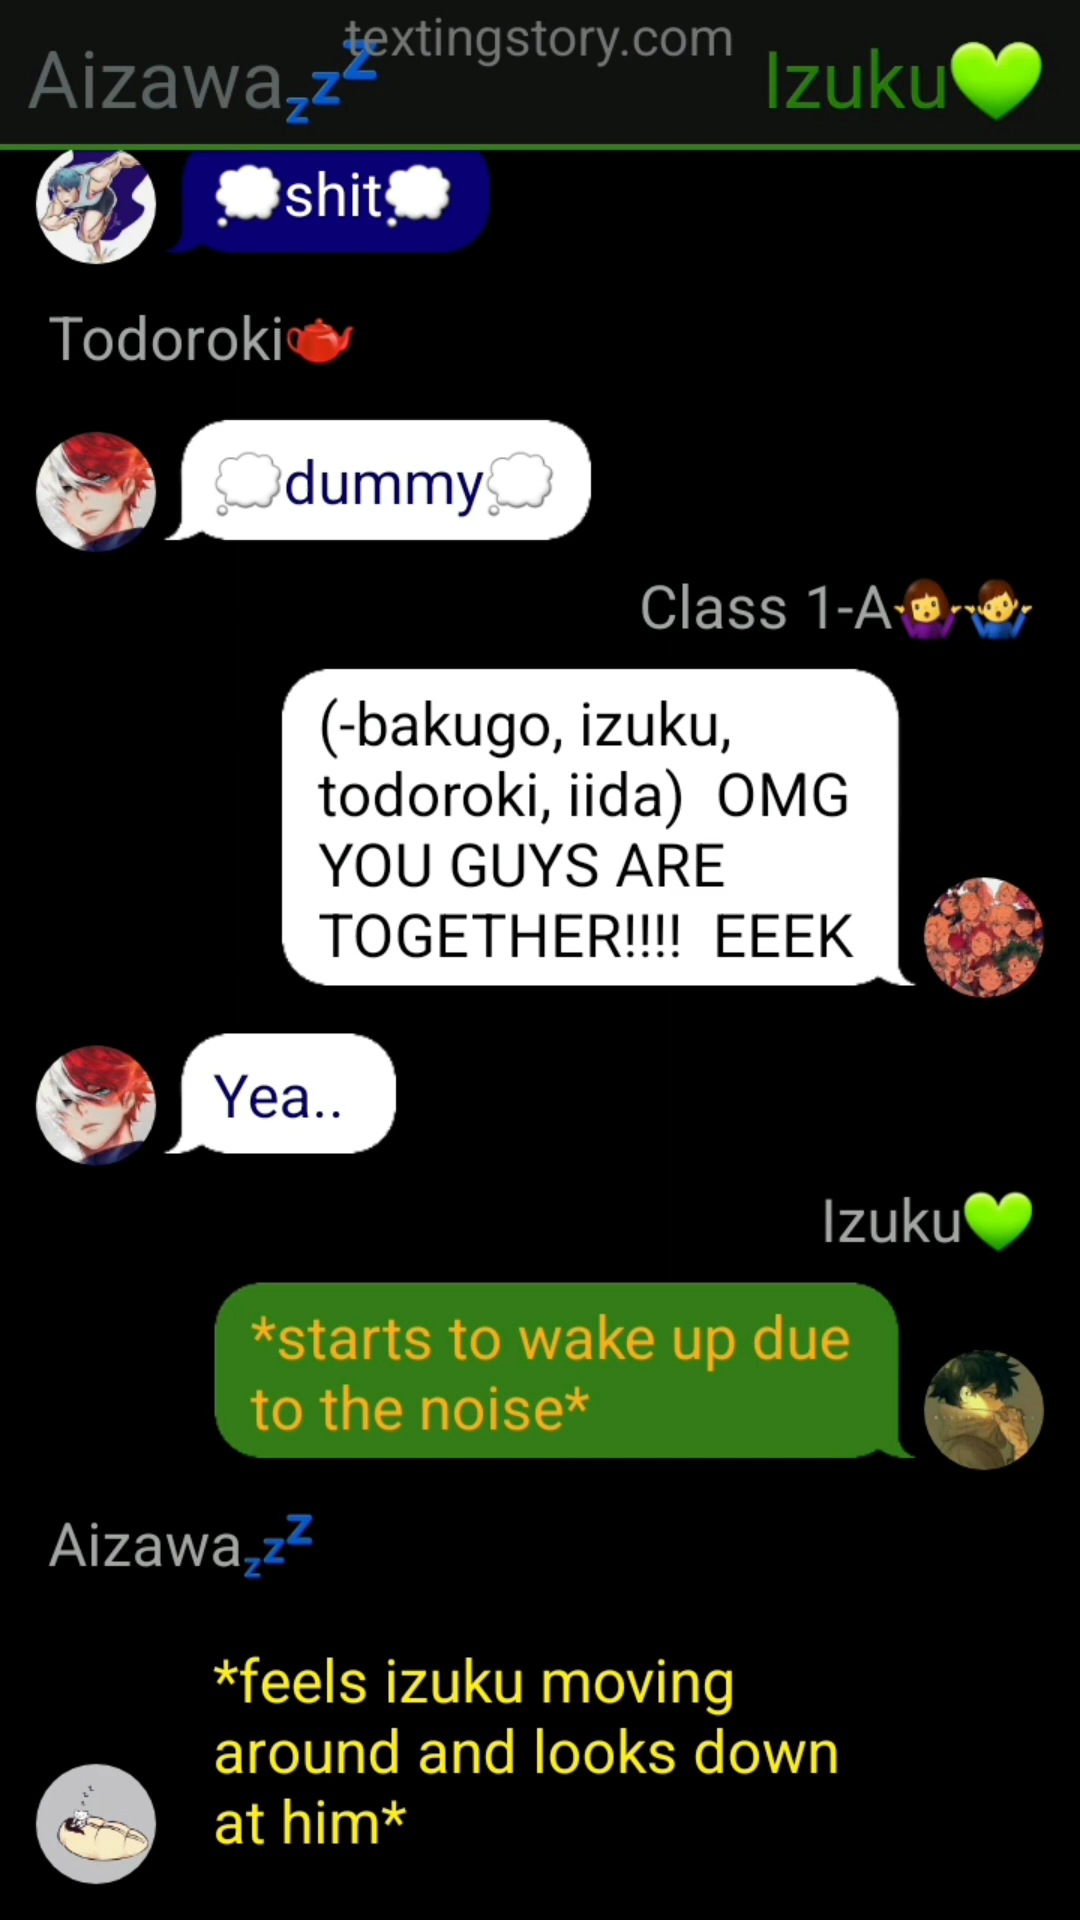 textingstory.com
Aizawa💤 Izuku💚
💭shit💭
Todoroki🫖
💭dummy💭
Class 1-A🤷‍♀️🤷‍♂️
(-bakugo, izuku,
todoroki, iida)  OMG
YOU GUYS ARE
TOGETHER!!!!  EEEK
Yea..
Izuku💚
*starts to wake up due
to the noise*
Aizawa💤
*feels izuku moving
around and looks down
at him*